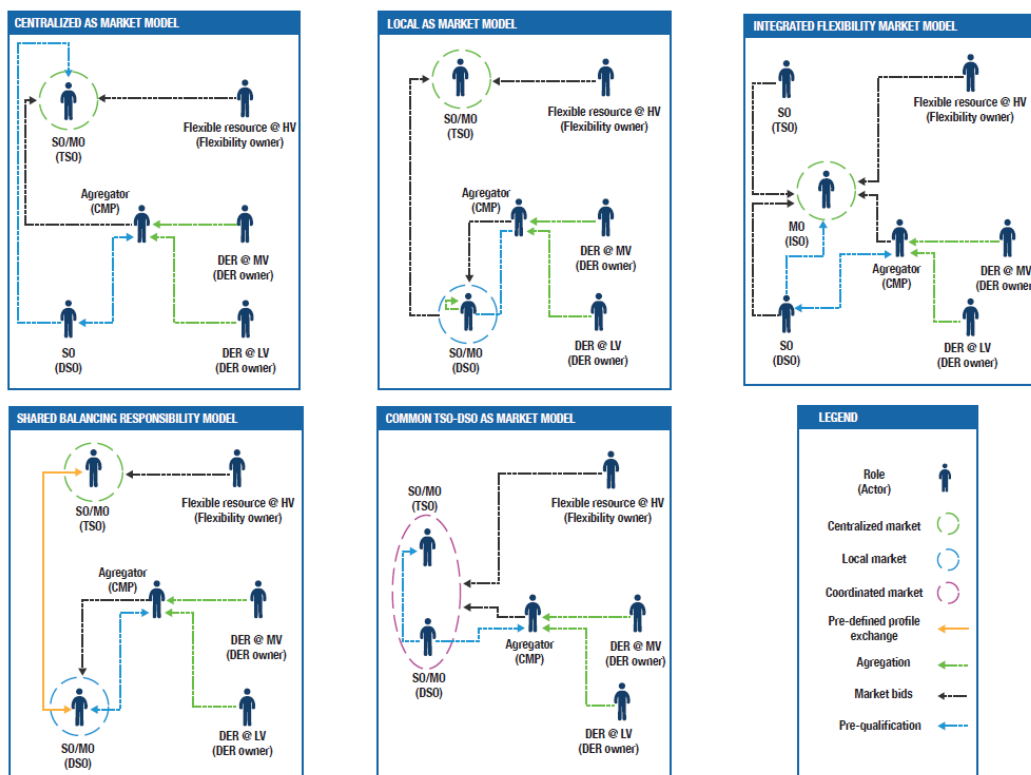 CENTRALIZED AS MARKET MODEL
SO/MO
(TSO)
Flexible resource @ HV
(Flexibility owner)
Agregator
(CMP)
DER @ MV
(DER owner)
SO
(DSO)
DER @ LV
(DER owner)
LOCAL AS MARKET MODEL
SO/MO
(TSO)
Flexible resource @ HV
(Flexibility owner)
Agregator
(CMP)
DER @ MV
(DER owner)
SO/MO
(DSO)
DER @ LV
(DER owner)
INTEGRATED FLEXIBILITY MARKET MODEL
SO
(TSO)
Flexible resource @ HV
(Flexibility owner)
MO
(ISO)
Agregator
(CMP)
DER @ MV
(DER owner)
SO
(DSO)
DER @ LV
(DER owner)
SHARED BALANCING RESPONSIBILITY MODEL
SO/MO
(TSO)
Flexible resource @ HV
(Flexibility owner)
Agregator
(CMP)
DER @ MV
(DER owner)
SO/MO
(DSO)
DER @ LV
(DER owner)
COMMON TSO-DSO AS MARKET MODEL
SO/MO
(TSO)
Flexible resource @ HV
(Flexibility owner)
Agregator
(CMP)
DER @ MV
(DER owner)
SO/MO
(DSO)
DER @ LV
(DER owner)
LEGEND
Role
(Actor)
Centralized market
Local market
Coordinated market
Pre-defined profile
exchange
Agregation
Market bids
Pre-qualification